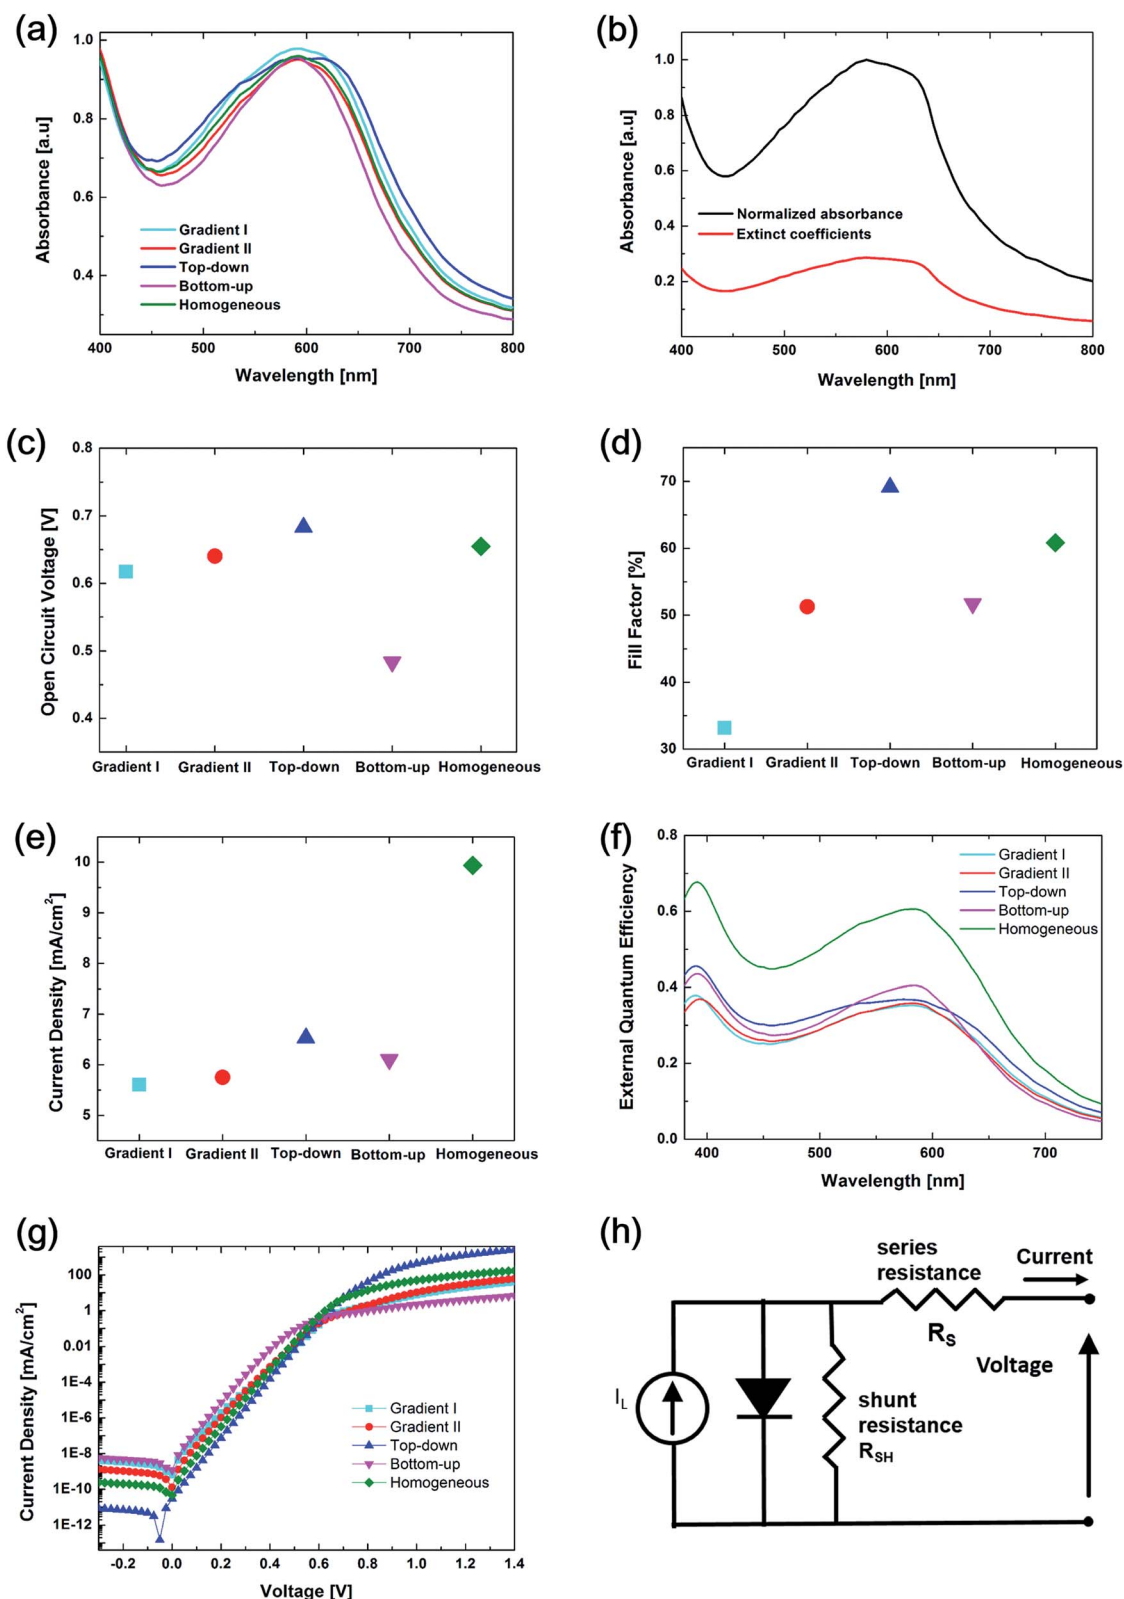 (a)
1.0
0.8
0.6
0.4
Absorbance [a.u]
Gradient I
Gradient II
Top-down
Bottom-up
Homogeneous
400 500 600 700 800
Wavelength [nm]
(b)
1.0
0.8
0.6
0.4
0.2
Absorbance [a.u]
Normalized absorbance
Extinct coefficients
400 500 600 700 800
Wavelength [nm]
(c)
0.8
0.7
0.6
0.5
0.4
Open Circuit Voltage [V]
Gradient I Gradient II Top-down Bottom-up Homogeneous
(d)
70
60
50
40
30
Fill Factor [%]
Gradient I Gradient II Top-down Bottom-up Homogeneous
(e)
10
9
8
7
6
5
Current Density [mA/cm²]
Gradient I Gradient II Top-down Bottom-up Homogeneous
(f)
0.8
0.6
0.4
0.2
0.0
External Quantum Efficiency
Gradient I
Gradient II
Top-down
Bottom-up
Homogeneous
400 500 600 700
Wavelength [nm]
(g)
100
1
0.01
1E-4
1E-6
1E-8
1E-10
1E-12
Current Density [mA/cm²]
Gradient I
Gradient II
Top-down
Bottom-up
Homogeneous
-0.2 0.0 0.2 0.4 0.6 0.8 1.0 1.2 1.4
Voltage [V]
(h)
series
resistance
Current
R_S
Voltage
I_L
shunt
resistance
R_SH